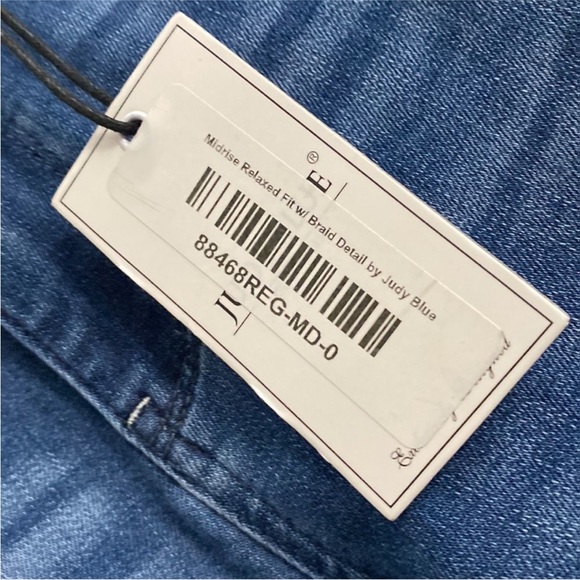 Midrise Relaxed Fit w/ Braid Detail by Judy Blue
88468REG-MD-0
E
®